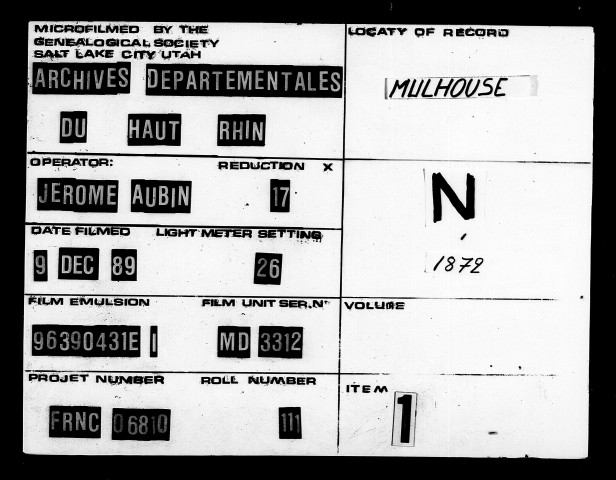 MICROFILMED BY THE
GENEALOGICAL SOCIETY
SALT LAKE CITY UTAH
ARCHIVES DEPARTEMENTALES
DU HAUT RHIN
LOCATY OF RECORD
MULHOUSE
OPERATOR: REDUCTION X
JEROME AUBIN 17
N
1872
DATE FILMED LIGHT METER SETTING
9 DEC 89 26
FILM EMULSION FILM UNIT SER.N°
96390431E 1 MD 3312
VOLUME
PROJET NUMBER ROLL NUMBER
FRNC 06810 111
ITEM
1